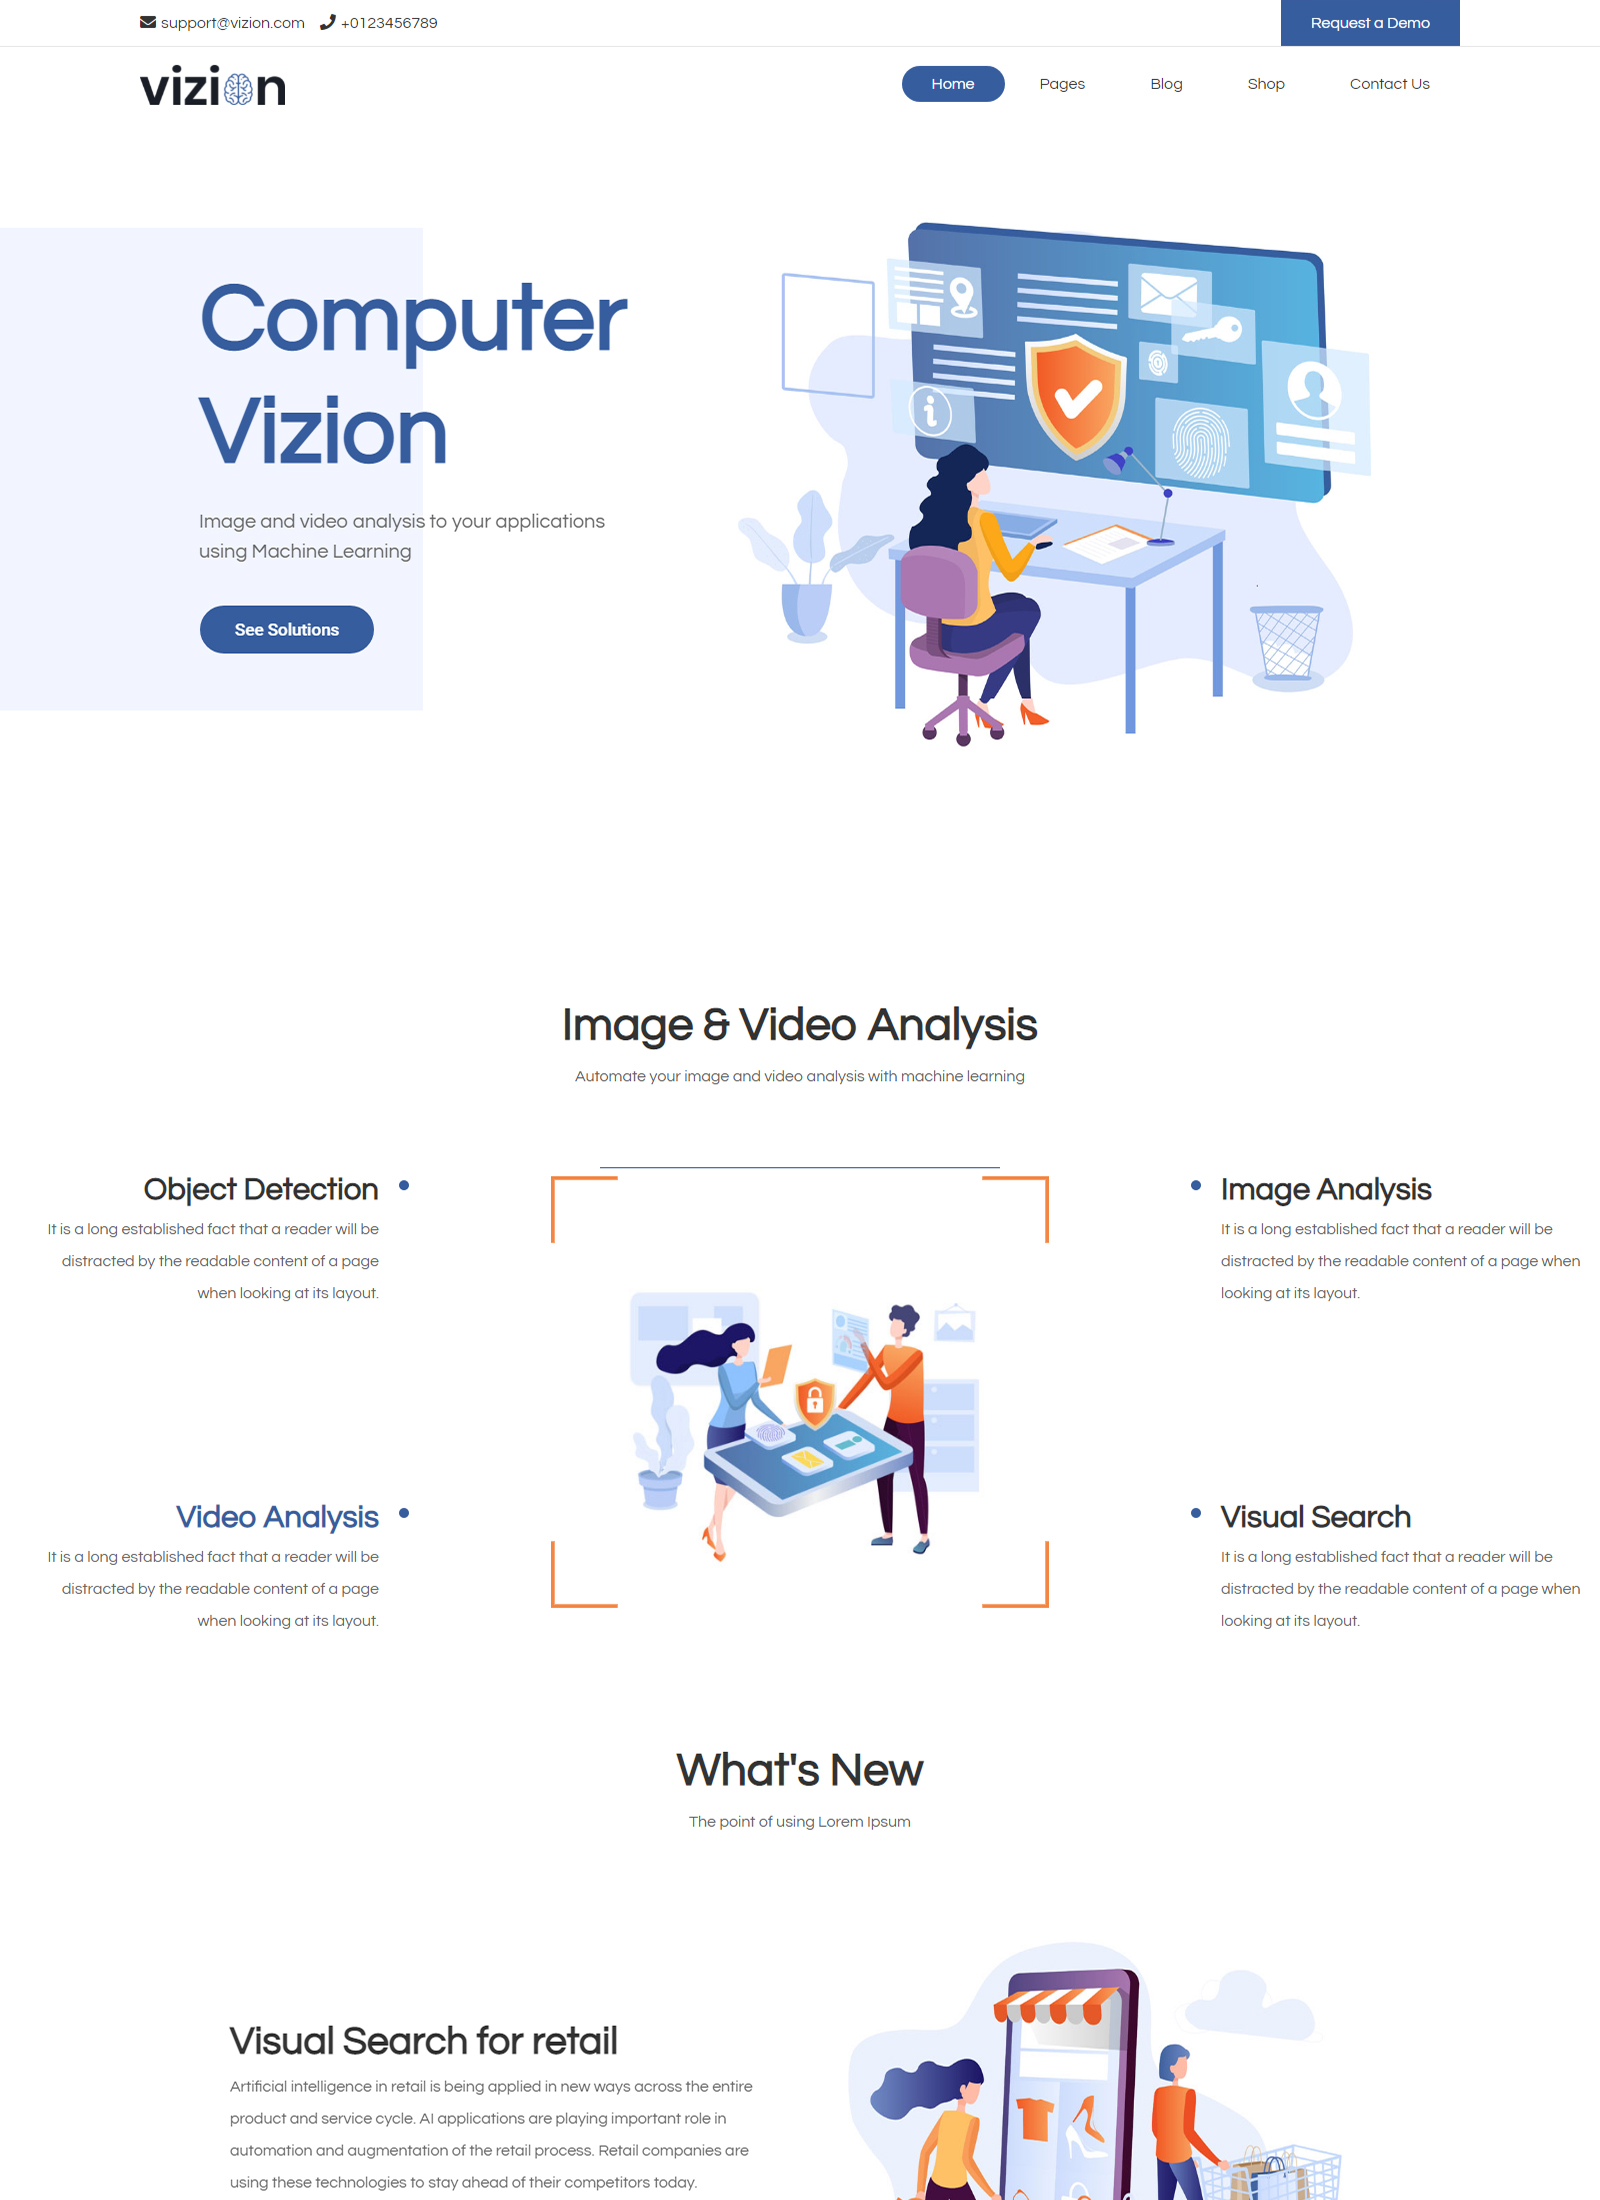 support@vizion.com +0123456789 Request a Demo
vizion
Home Pages Blog Shop Contact Us
Computer
Vizion
Image and video analysis to your applications
using Machine Learning
See Solutions
Image & Video Analysis
Automate your image and video analysis with machine learning
Object Detection
It is a long established fact that a reader will be
distracted by the readable content of a page
when looking at its layout.
Image Analysis
It is a long established fact that a reader will be
distracted by the readable content of a page when
looking at its layout.
Video Analysis
It is a long established fact that a reader will be
distracted by the readable content of a page
when looking at its layout.
Visual Search
It is a long established fact that a reader will be
distracted by the readable content of a page when
looking at its layout.
What's New
The point of using Lorem Ipsum
Visual Search for retail
Artificial intelligence in retail is being applied in new ways across the entire
product and service cycle. AI applications are playing important role in
automation and augmentation of the retail process. Retail companies are
using these technologies to stay ahead of their competitors today.